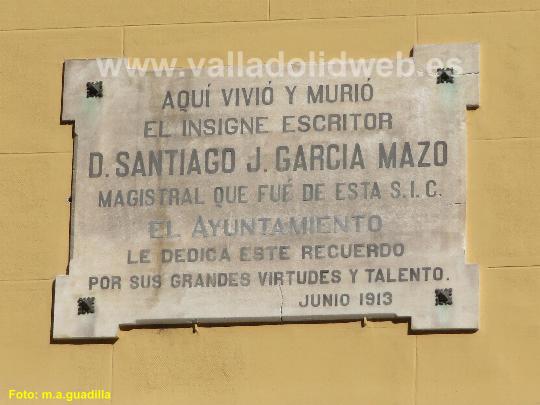 www.valladolidweb.es
AQUÍ VIVIÓ Y MURIÓ
EL INSIGNE ESCRITOR
D. SANTIAGO J. GARCIA MAZO
MAGISTRAL QUE FUÉ DE ESTA S.I.C.
EL AYUNTAMIENTO
LE DEDICA ESTE RECUERDO
POR SUS GRANDES VIRTUDES Y TALENTO.
JUNIO 1913
Foto: m.a.guadilla